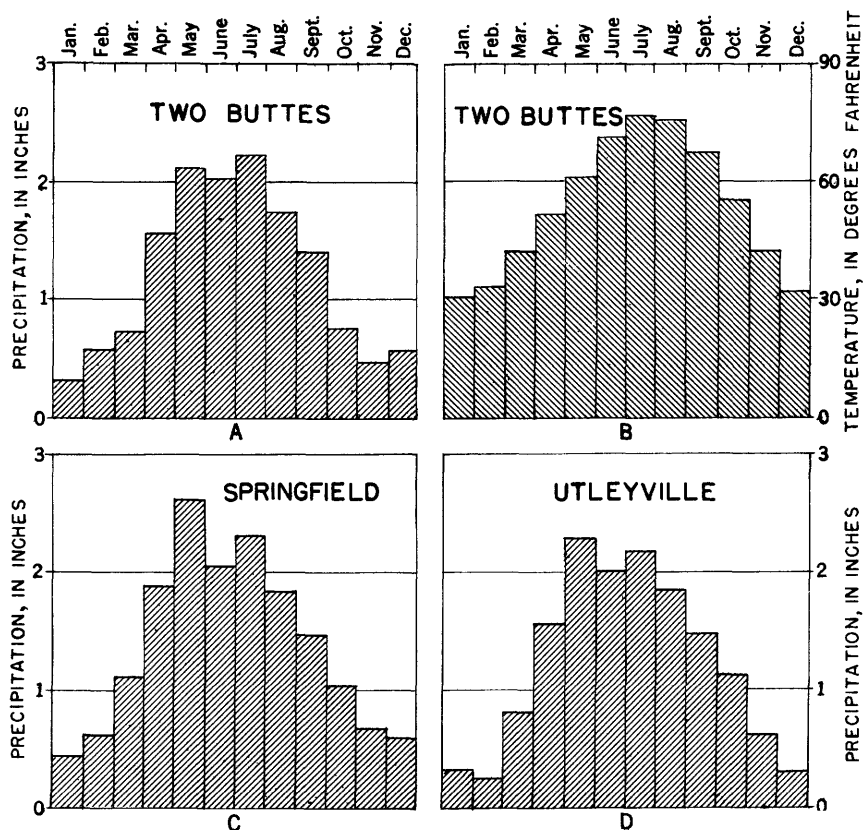 Jan. Feb. Mar. Apr. May June July Aug. Sept. Oct. Nov. Dec.
Jan. Feb. Mar. Apr. May June July Aug. Sept. Oct. Nov. Dec.
PRECIPITATION, IN INCHES
3
2
1
0
TWO BUTTES
A
TWO BUTTES
90
60
30
0
TEMPERATURE, IN DEGREES FAHRENHEIT
B
PRECIPITATION, IN INCHES
3
2
1
0
SPRINGFIELD
C
UTLEYVILLE
3
2
1
0
PRECIPITATION, IN INCHES
D